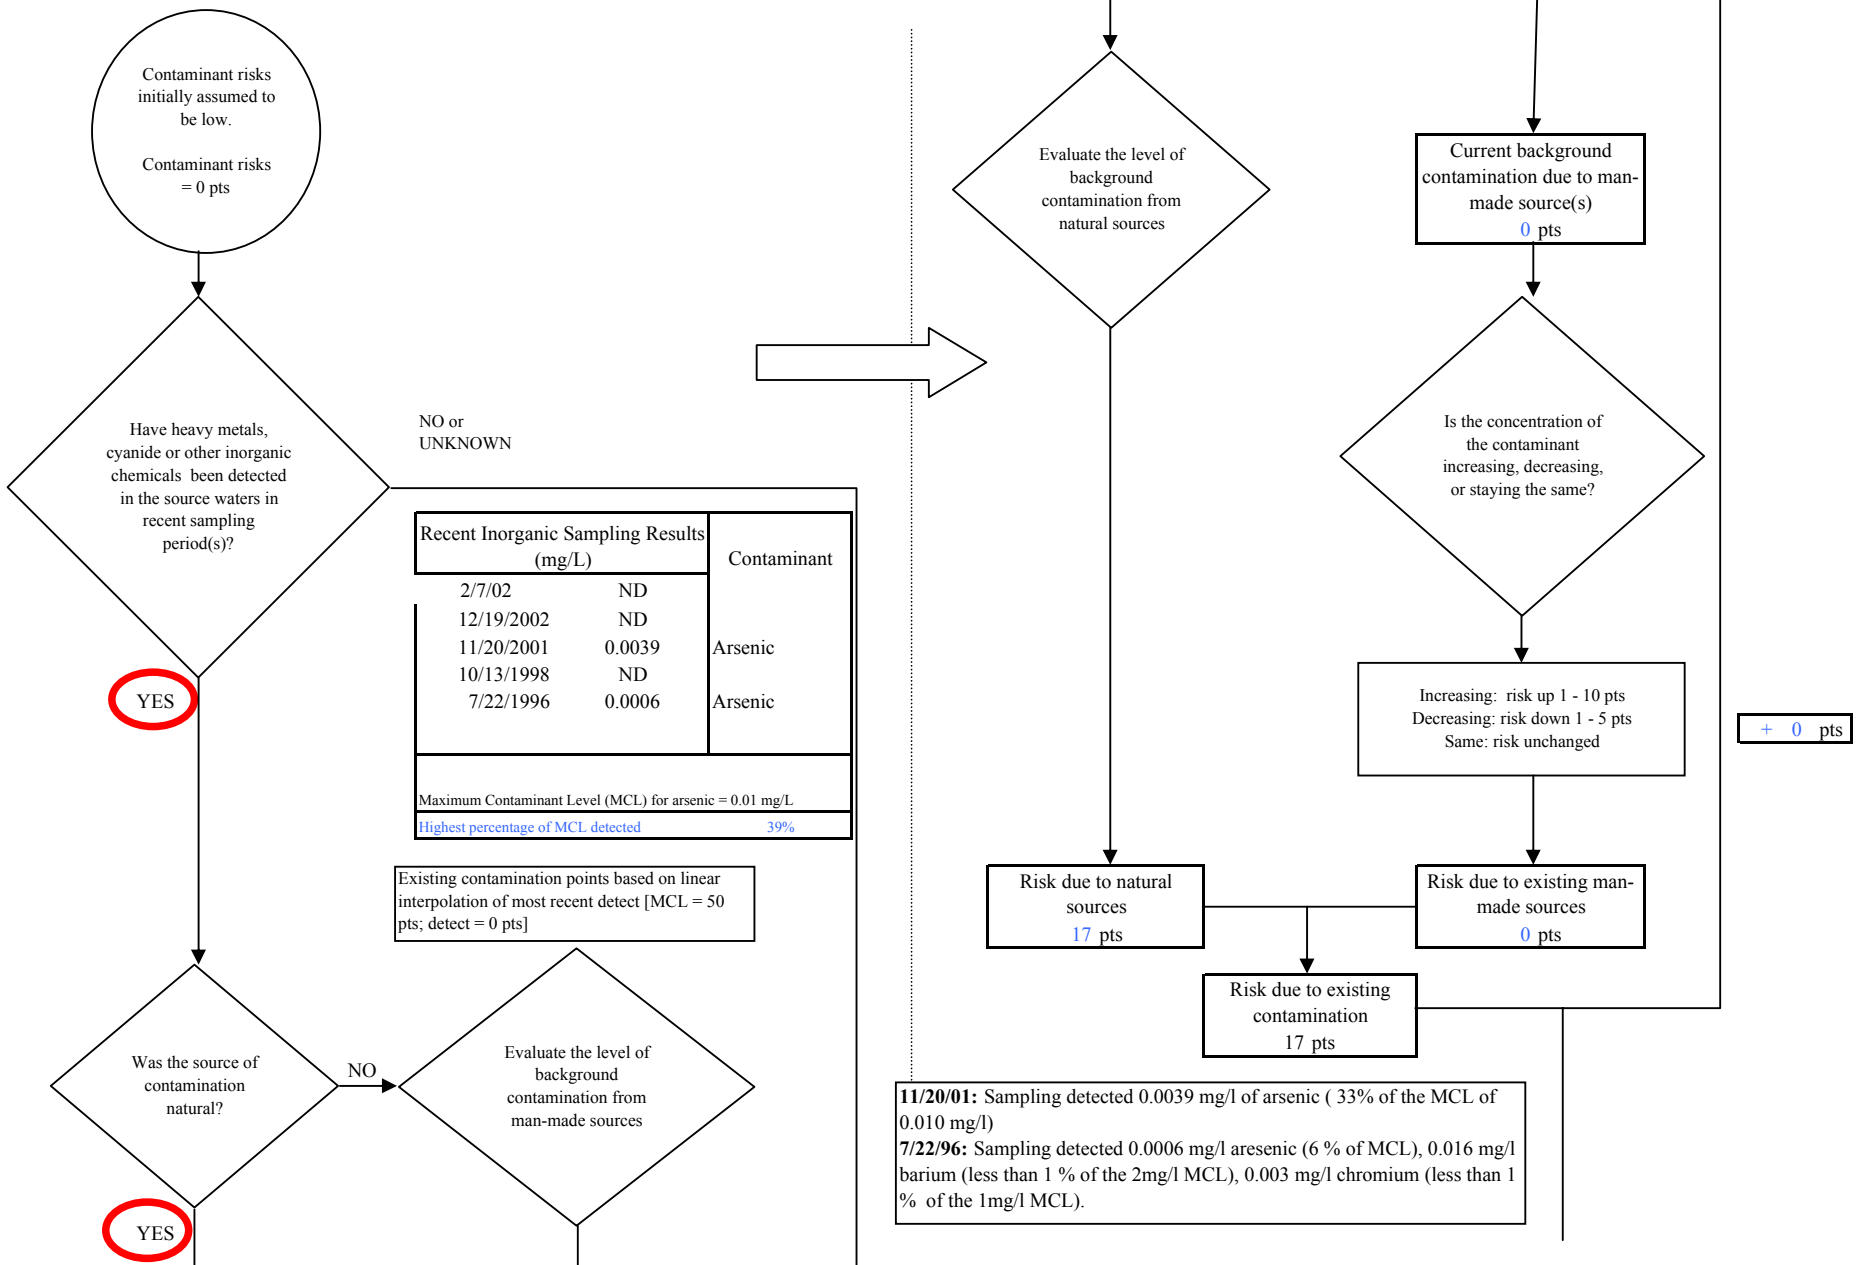 Contaminant risks
initially assumed to
be low.
Contaminant risks
= 0 pts
Have heavy metals,
cyanide or other inorganic
chemicals been detected
in the source waters in
recent sampling
period(s)?
NO or
UNKNOWN
YES
Recent Inorganic Sampling Results
(mg/L)
Contaminant
2/7/02 ND
12/19/2002 ND
11/20/2001 0.0039 Arsenic
10/13/1998 ND
7/22/1996 0.0006 Arsenic
Maximum Contaminant Level (MCL) for arsenic = 0.01 mg/L
Highest percentage of MCL detected 39%
Existing contamination points based on linear
interpolation of most recent detect [MCL = 50
pts; detect = 0 pts]
Was the source of
contamination
natural?
NO
YES
Evaluate the level of
background
contamination from
man-made sources
Evaluate the level of
background
contamination from
natural sources
Current background
contamination due to man-
made source(s)
0 pts
Is the concentration of
the contaminant
increasing, decreasing,
or staying the same?
Increasing: risk up 1 - 10 pts
Decreasing: risk down 1 - 5 pts
Same: risk unchanged
+ 0 pts
Risk due to natural
sources
17 pts
Risk due to existing man-
made sources
0 pts
Risk due to existing
contamination
17 pts
11/20/01: Sampling detected 0.0039 mg/l of arsenic ( 33% of the MCL of
0.010 mg/l)
7/22/96: Sampling detected 0.0006 mg/l aresenic (6 % of MCL), 0.016 mg/l
barium (less than 1 % of the 2mg/l MCL), 0.003 mg/l chromium (less than 1
% of the 1mg/l MCL).